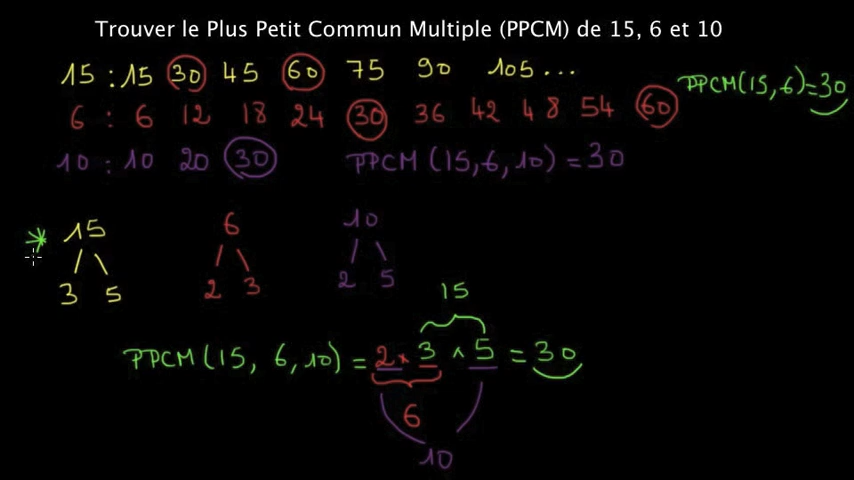 Trouver le Plus Petit Commun Multiple (PPCM) de 15, 6 et 10
15 : 15 30 45 60 75 90 105 ...
PPCM(15,6)=30
6 : 6 12 18 24 30 36 42 48 54 60
10 : 10 20 30 PPCM (15,6,10) = 30
* 15 6 10
3 5 2 3 2 5
15
PPCM(15, 6, 10) = 2 × 3 × 5 = 30
6
10